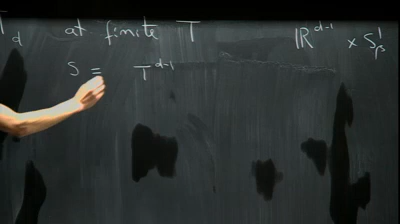 d at finite T ℝ^{d-1} × S^1_β
S = T^{d-1}